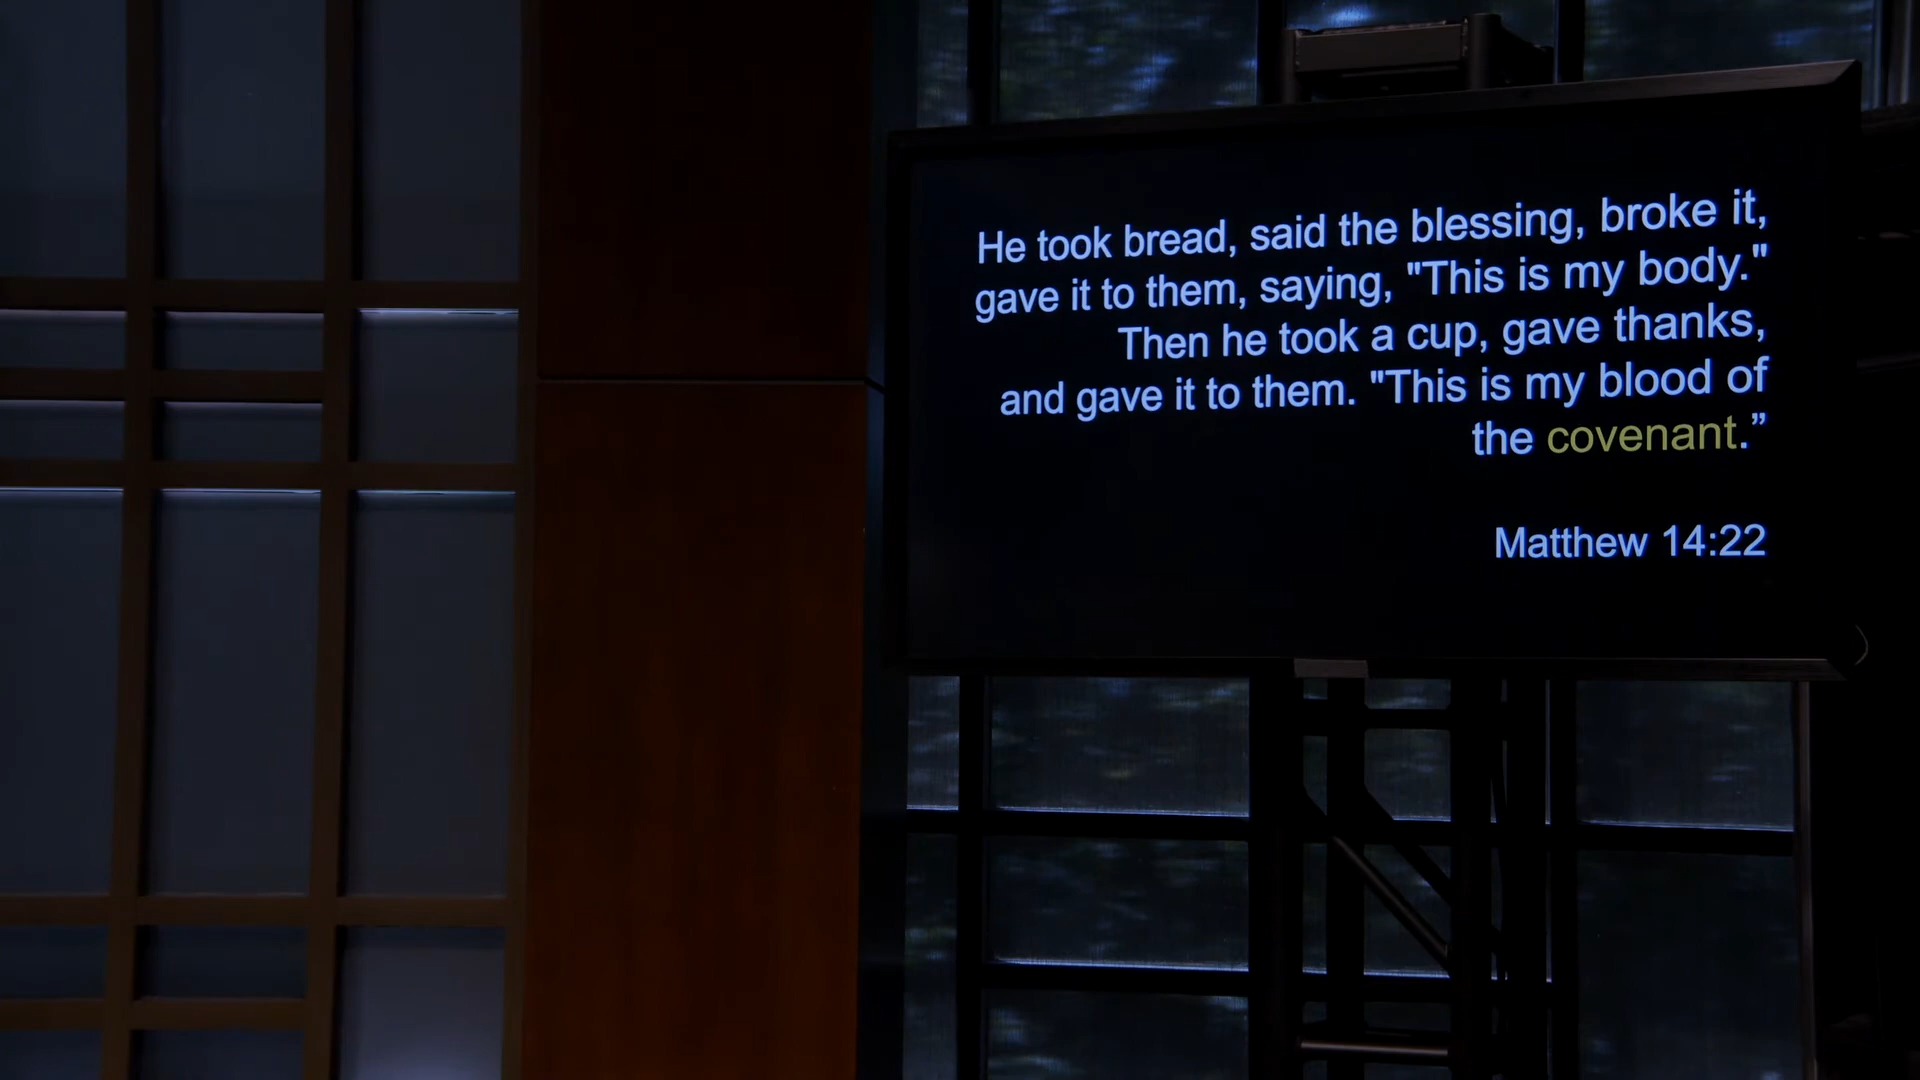 He took bread, said the blessing, broke it,
gave it to them, saying, "This is my body."
Then he took a cup, gave thanks,
and gave it to them. "This is my blood of
the covenant.”
Matthew 14:22